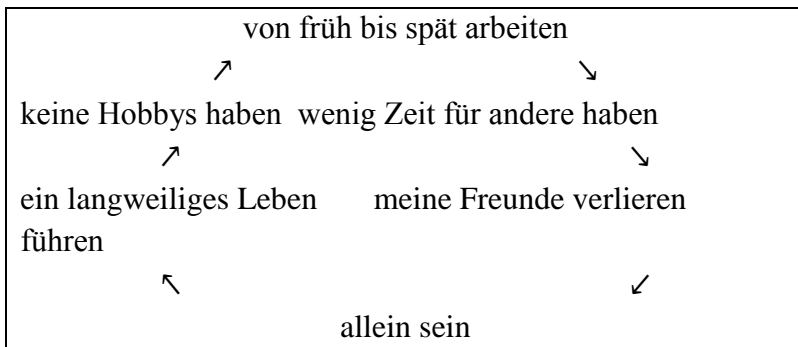 von früh bis spät arbeiten
↗ ↘
keine Hobbys haben wenig Zeit für andere haben
↗ ↘
ein langweiliges Leben meine Freunde verlieren
führen
↖ ↙
allein sein